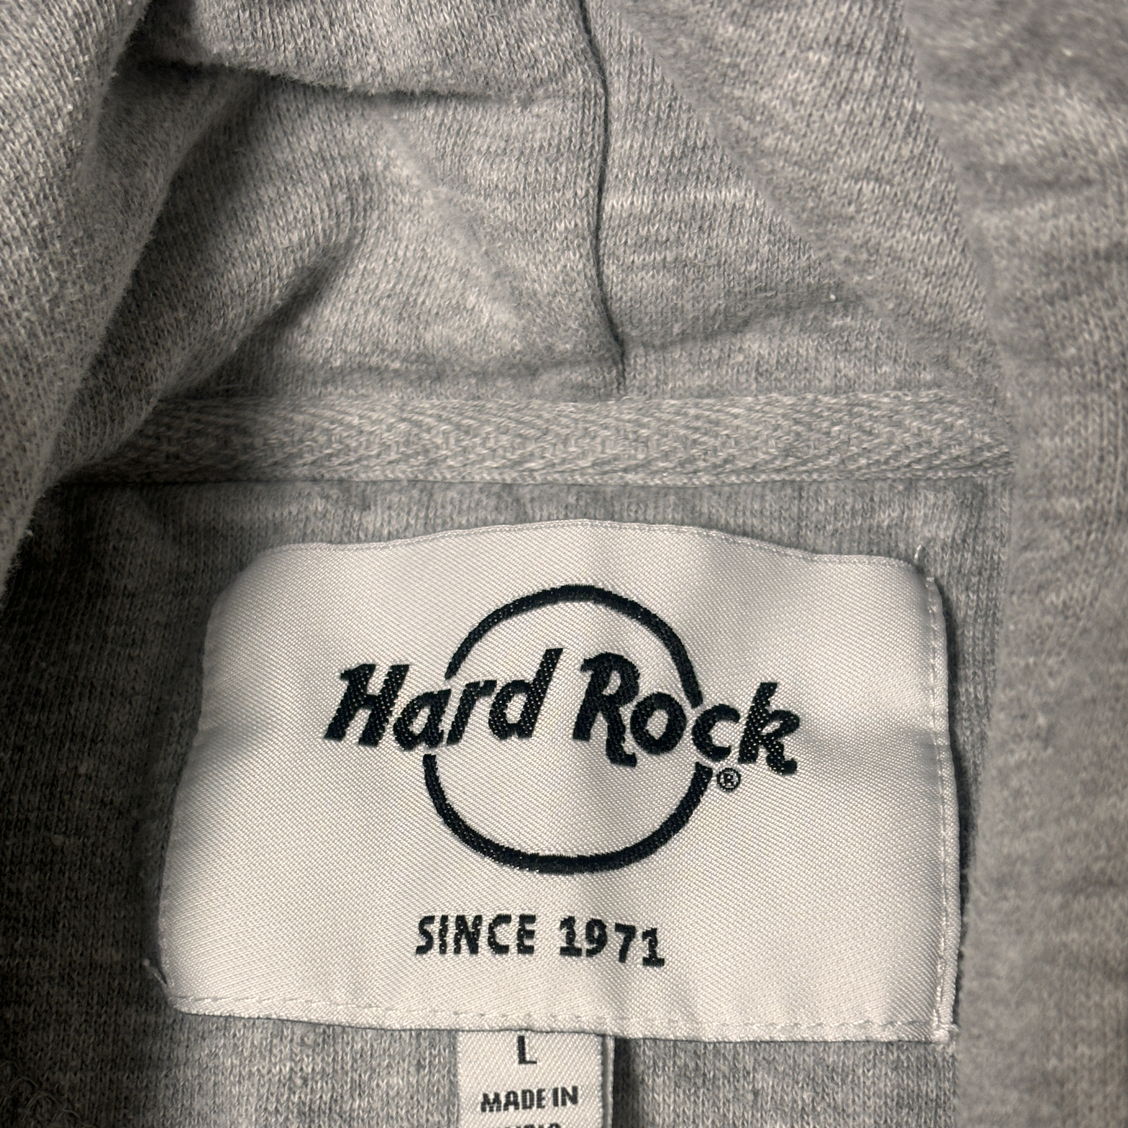 Hard Rock®
SINCE 1971
L
MADE IN